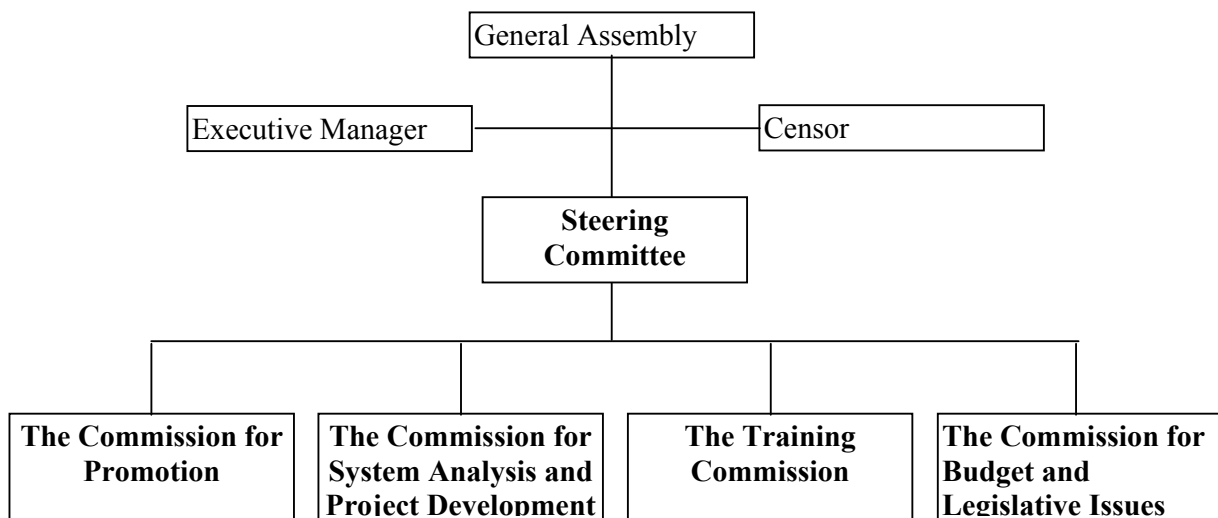 General Assembly
Executive Manager
Censor
Steering
Committee
The Commission for
Promotion
The Commission for
System Analysis and
Project Development
The Training
Commission
The Commission for
Budget and
Legislative Issues